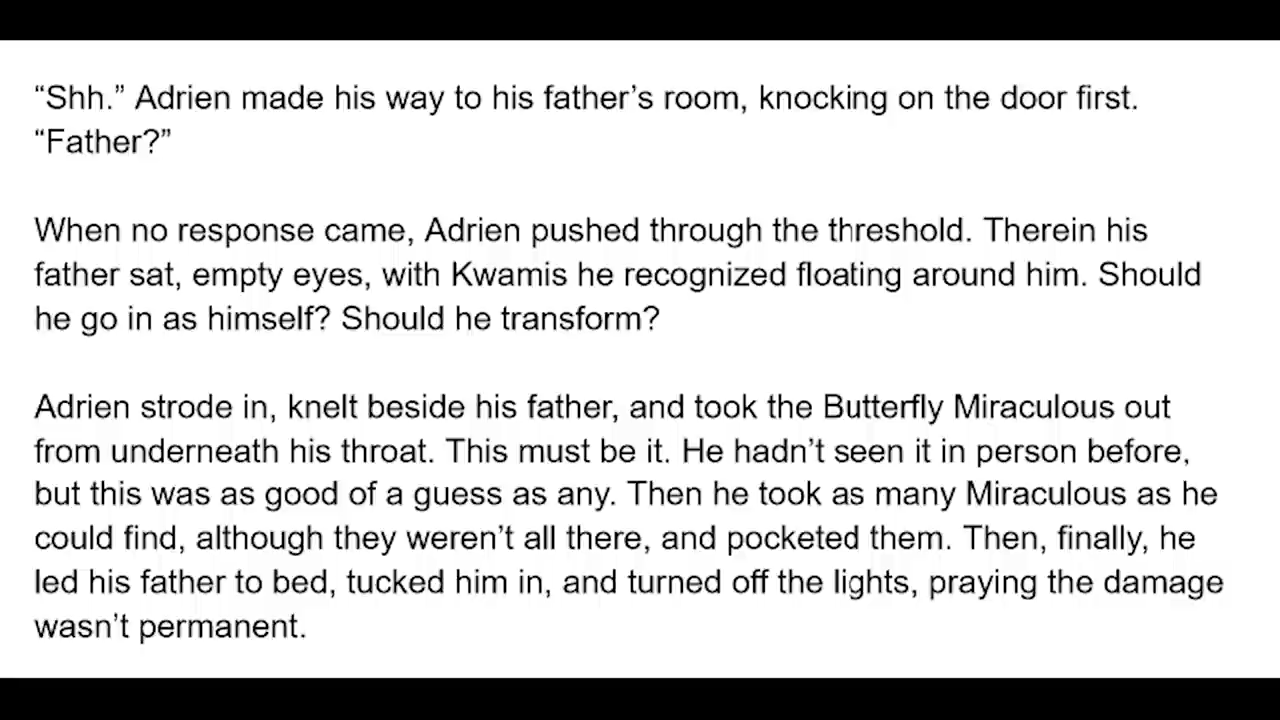 “Shh.” Adrien made his way to his father’s room, knocking on the door first.
“Father?”
When no response came, Adrien pushed through the threshold. Therein his
father sat, empty eyes, with Kwamis he recognized floating around him. Should
he go in as himself? Should he transform?
Adrien strode in, knelt beside his father, and took the Butterfly Miraculous out
from underneath his throat. This must be it. He hadn’t seen it in person before,
but this was as good of a guess as any. Then he took as many Miraculous as he
could find, although they weren’t all there, and pocketed them. Then, finally, he
led his father to bed, tucked him in, and turned off the lights, praying the damage
wasn’t permanent.